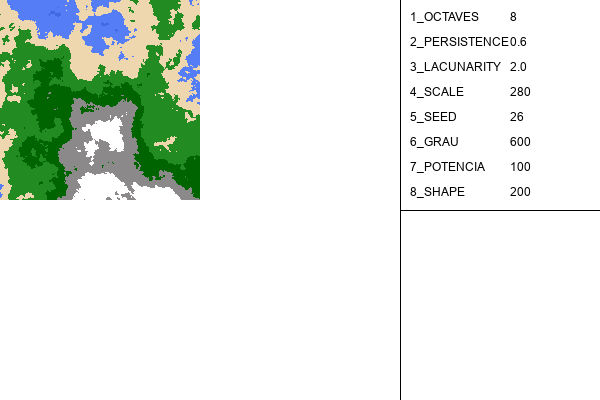 1_OCTAVES 8
2_PERSISTENCE 0.6
3_LACUNARITY 2.0
4_SCALE 280
5_SEED 26
6_GRAU 600
7_POTENCIA 100
8_SHAPE 200